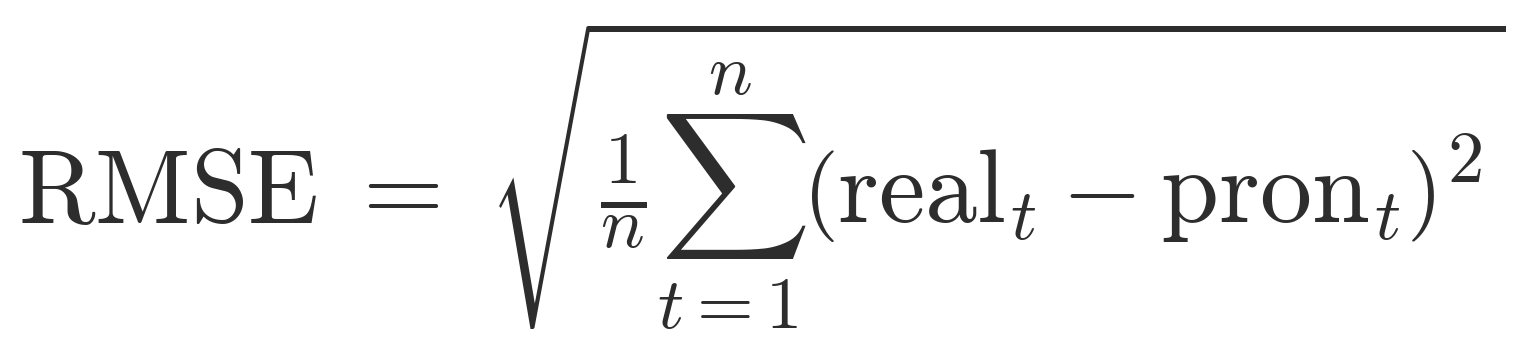 RMSE = √(1/n ∑_{t=1}^{n} (real_t − pron_t)²)